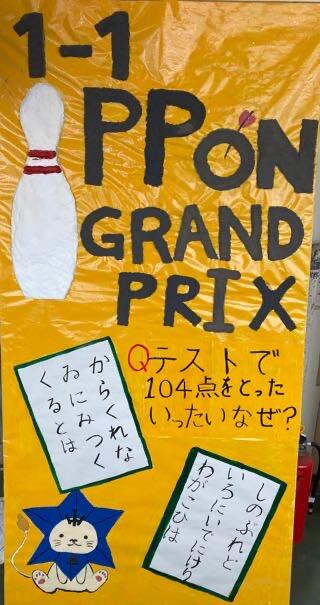 1-1
IPPON
GRAND
PRIX
Qテストで
104点をとった
いったいなぜ?
からくれな
ゐにみつく
くるとは
しのぶれど
いろにいでにけり
わがこひは